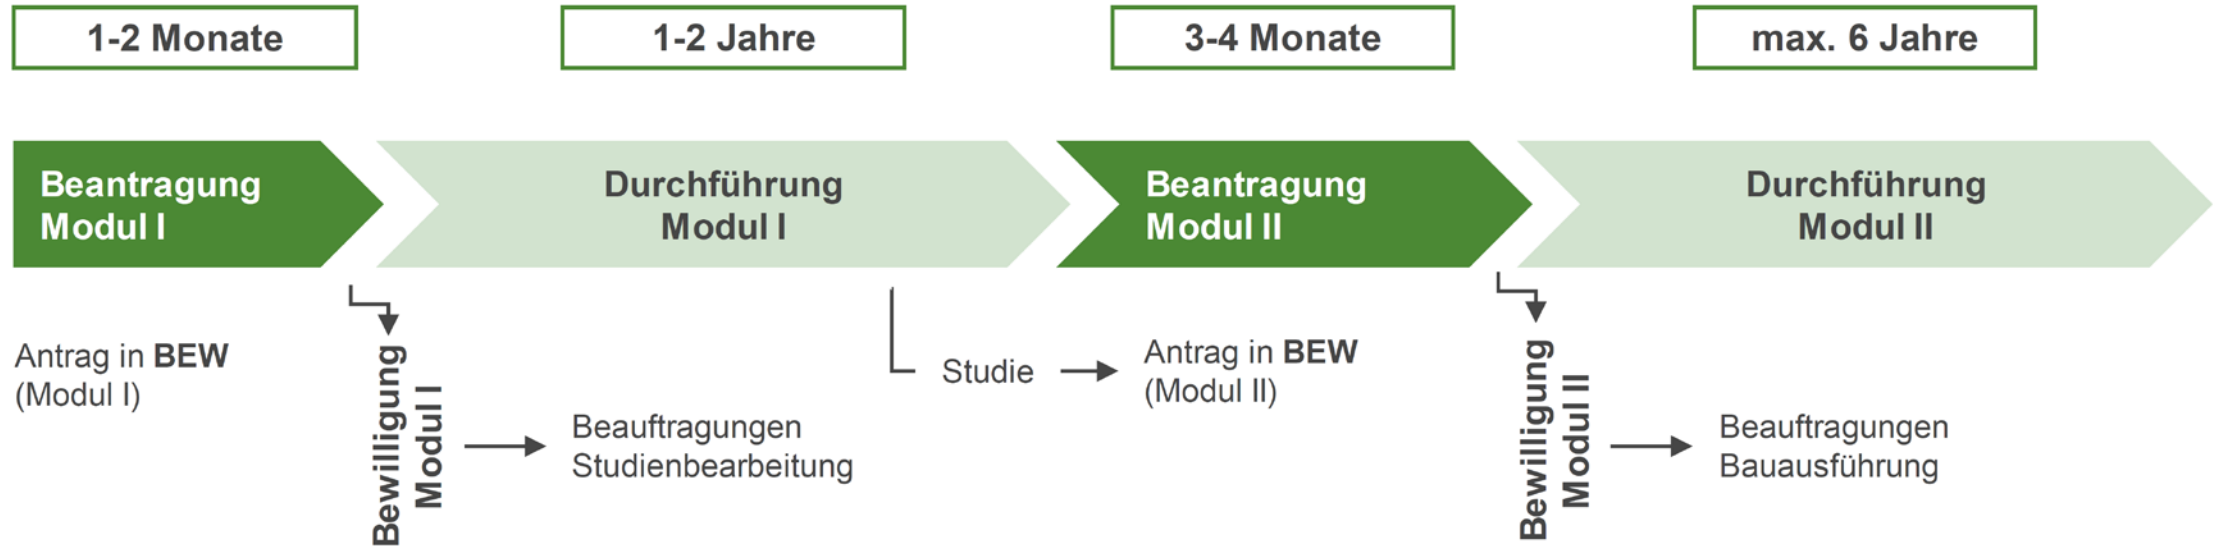 1-2 Monate
1-2 Jahre
3-4 Monate
max. 6 Jahre
Beantragung
Modul I
Durchführung
Modul I
Beantragung
Modul II
Durchführung
Modul II
Antrag in BEW
(Modul I)
Bewilligung
Modul I
Beauftragungen
Studienbearbeitung
Studie
Antrag in BEW
(Modul II)
Bewilligung
Modul II
Beauftragungen
Bauausführung